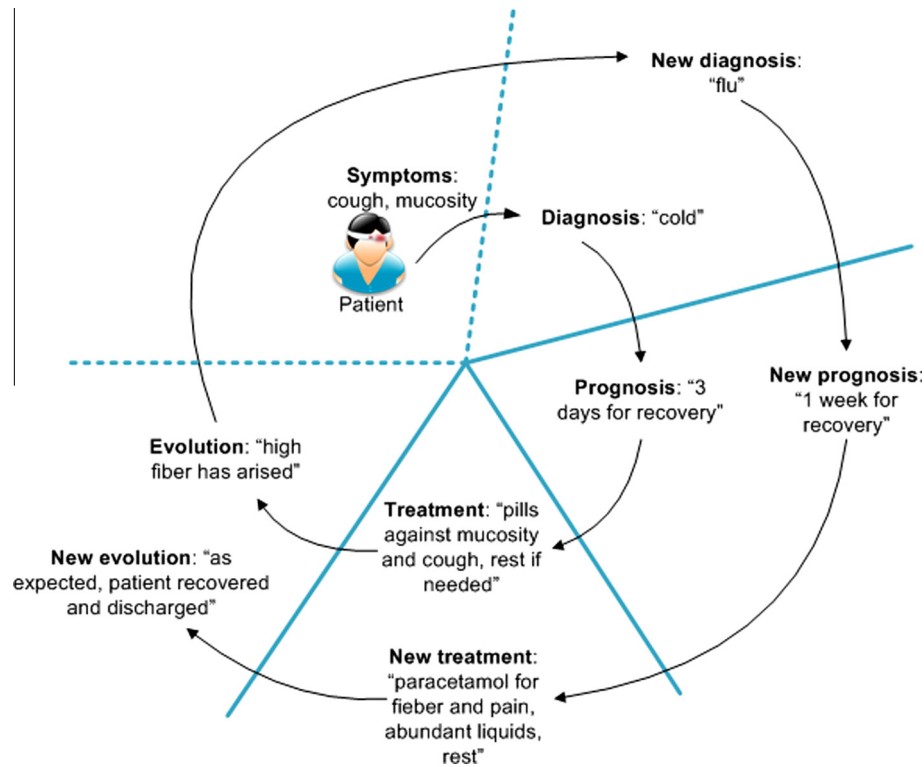 New diagnosis:
“flu”
Symptoms:
cough, mucosity
Patient
Diagnosis: “cold”
Prognosis: “3
days for recovery”
New prognosis:
“1 week for
recovery”
Evolution: “high
fiber has arised”
Treatment: “pills
against mucosity
and cough, rest if
needed”
New evolution: “as
expected, patient recovered
and discharged”
New treatment:
“paracetamol for
fieber and pain,
abundant liquids,
rest”